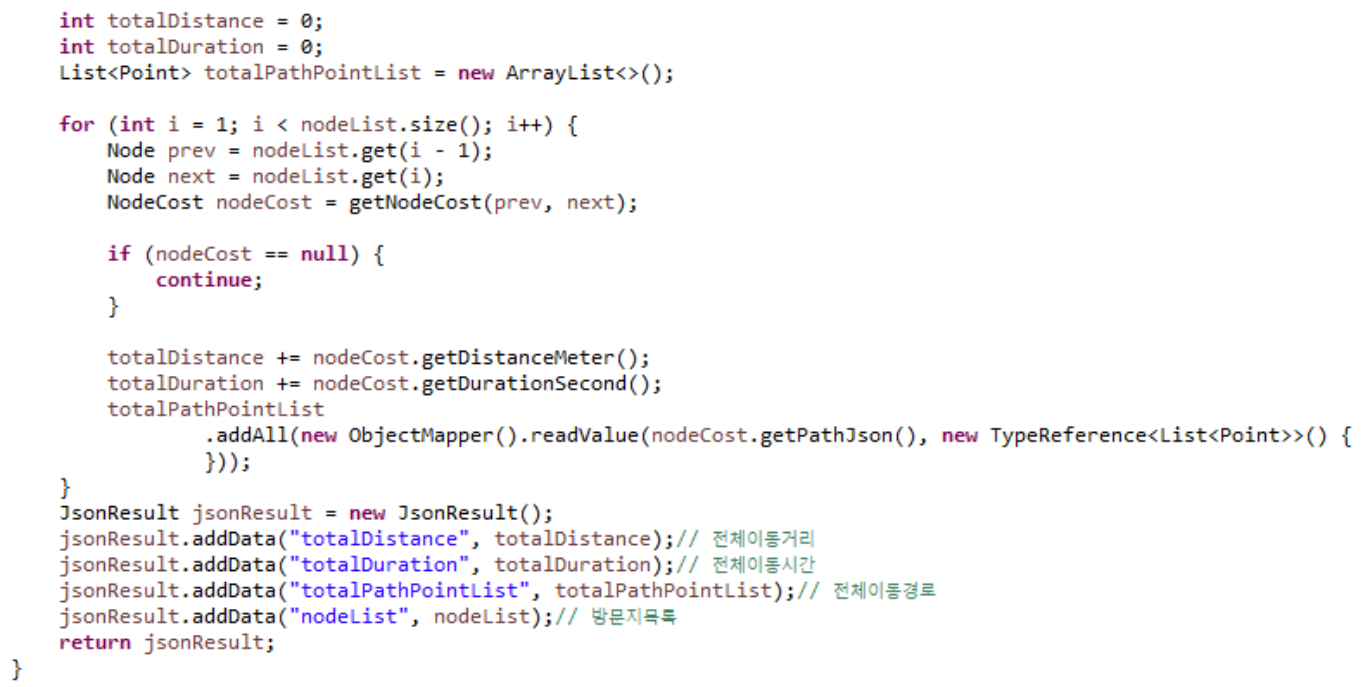 int totalDistance = 0;
int totalDuration = 0;
List<Point> totalPathPointList = new ArrayList<>();
for (int i = 1; i < nodeList.size(); i++) {
Node prev = nodeList.get(i - 1);
Node next = nodeList.get(i);
NodeCost nodeCost = getNodeCost(prev, next);
if (nodeCost == null) {
continue;
}
totalDistance += nodeCost.getDistanceMeter();
totalDuration += nodeCost.getDurationSecond();
totalPathPointList
.addAll(new ObjectMapper().readValue(nodeCost.getPathJson(), new TypeReference<List<Point>>() {
}));
}
JsonResult jsonResult = new JsonResult();
jsonResult.addData("totalDistance", totalDistance);// 전체이동거리
jsonResult.addData("totalDuration", totalDuration);// 전체이동시간
jsonResult.addData("totalPathPointList", totalPathPointList);// 전체이동경로
jsonResult.addData("nodeList", nodeList);// 방문지목록
return jsonResult;
}